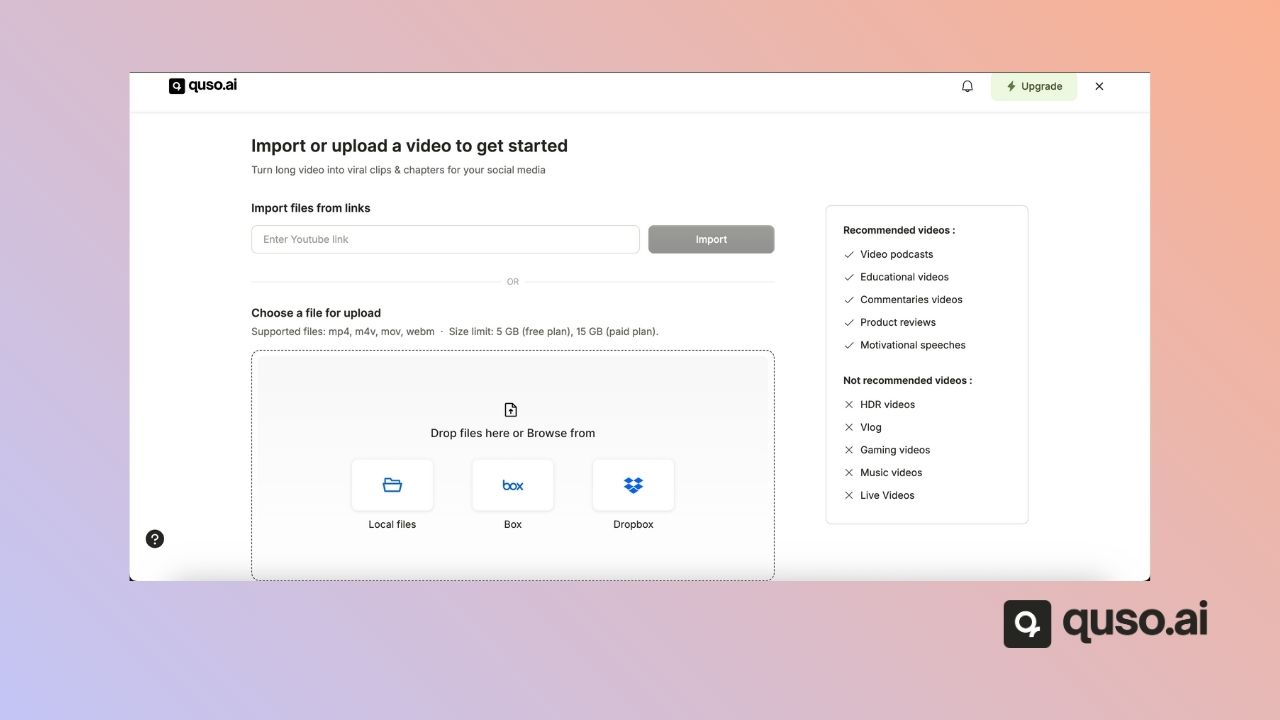 quso.ai
Upgrade
Import or upload a video to get started
Turn long video into viral clips & chapters for your social media
Import files from links
Enter Youtube link
Import
OR
Choose a file for upload
Supported files: mp4, m4v, mov, webm · Size limit: 5 GB (free plan), 15 GB (paid plan).
Drop files here or Browse from
box
Local files
Box
Dropbox
Recommended videos :
Video podcasts
Educational videos
Commentaries videos
Product reviews
Motivational speeches
Not recommended videos :
HDR videos
Vlog
Gaming videos
Music videos
Live Videos
?
quso.ai